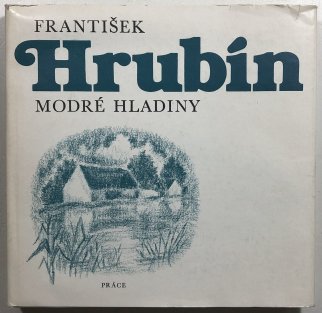 FRANTIŠEK
Hrubín
MODRÉ HLADINY
PRÁCE